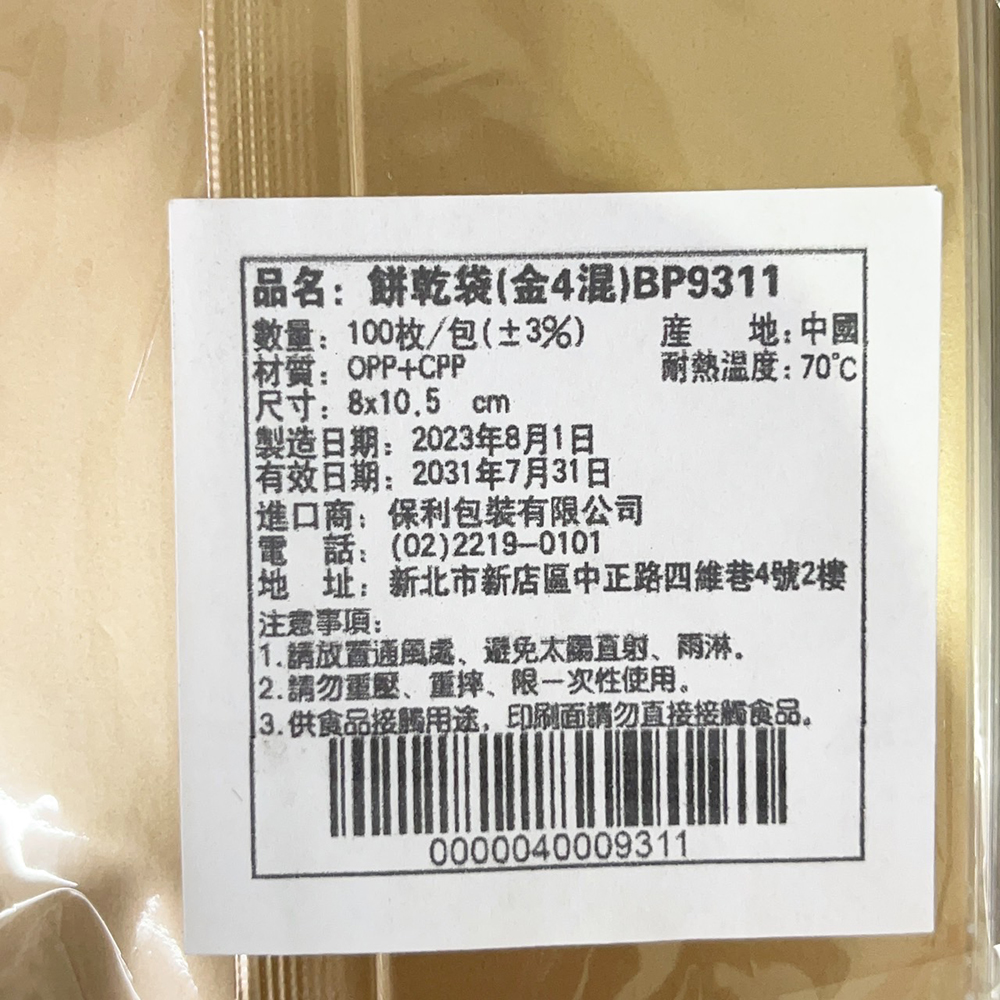 品名：餅乾袋(金4混)BP9311
數量：100枚/包(±3%) 産 地：中國
材質：OPP+CPP 耐熱溫度：70℃
尺寸：8x10.5 cm
製造日期：2023年8月1日
有效日期：2031年7月31日
進口商：保利包裝有限公司
電 話：(02)2219-0101
地 址：新北市新店區中正路四維巷4號2樓
注意事項：
1.請放置通風處、避免太陽直射、雨淋。
2.請勿重壓、重摔、限一次性使用。
3.供食品接觸用途，印刷面請勿直接接觸食品。
0000040009311